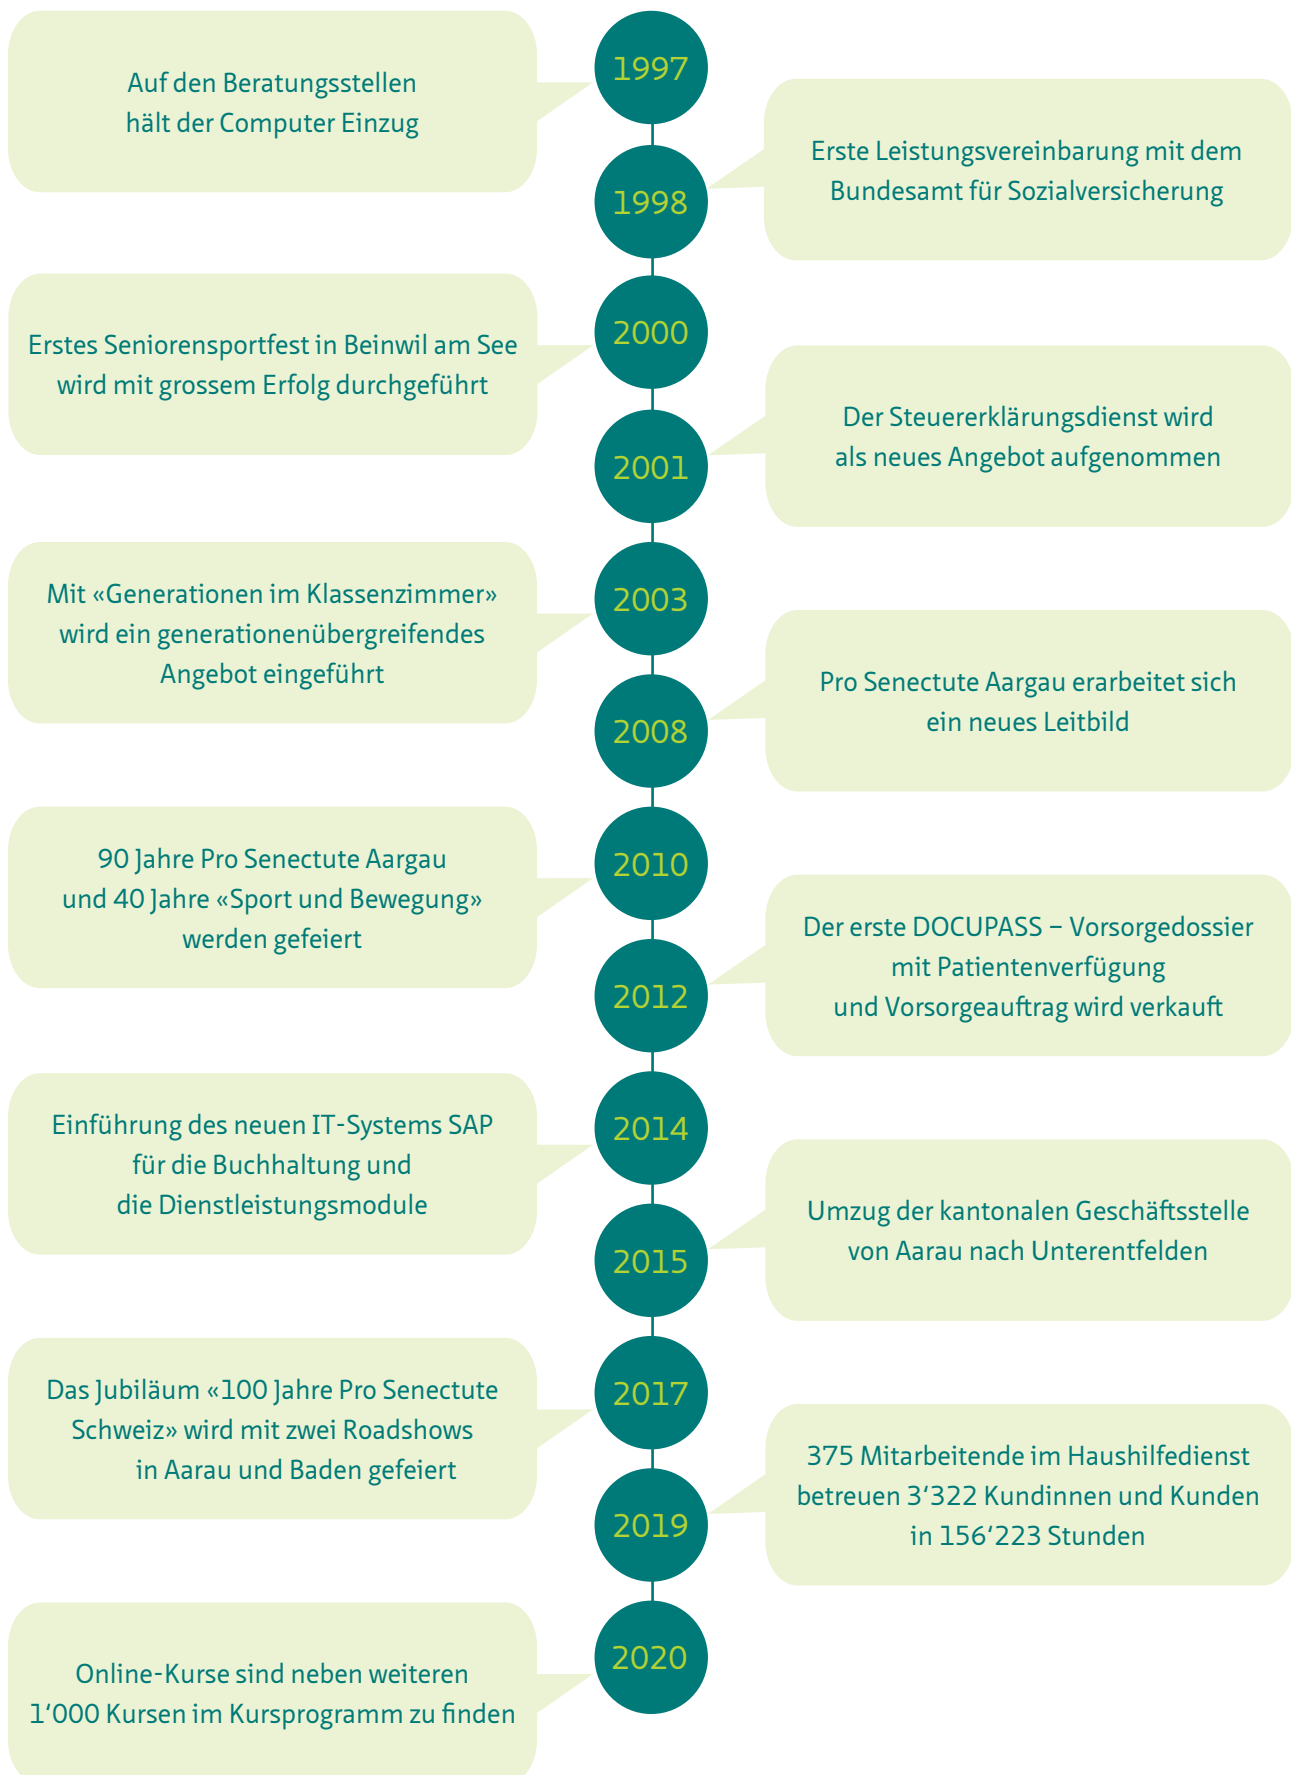 1997
Auf den Beratungsstellen
hält der Computer Einzug
1998
Erste Leistungsvereinbarung mit dem
Bundesamt für Sozialversicherung
2000
Erstes Seniorensportfest in Beinwil am See
wird mit grossem Erfolg durchgeführt
2001
Der Steuererklärungsdienst wird
als neues Angebot aufgenommen
2003
Mit «Generationen im Klassenzimmer»
wird ein generationenübergreifendes
Angebot eingeführt
2008
Pro Senectute Aargau erarbeitet sich
ein neues Leitbild
2010
90 Jahre Pro Senectute Aargau
und 40 Jahre «Sport und Bewegung»
werden gefeiert
2012
Der erste DOCUPASS – Vorsorgedossier
mit Patientenverfügung
und Vorsorgeauftrag wird verkauft
2014
Einführung des neuen IT-Systems SAP
für die Buchhaltung und
die Dienstleistungsmodule
2015
Umzug der kantonalen Geschäftsstelle
von Aarau nach Unterentfelden
2017
Das Jubiläum «100 Jahre Pro Senectute
Schweiz» wird mit zwei Roadshows
in Aarau und Baden gefeiert
2019
375 Mitarbeitende im Haushilfedienst
betreuen 3‘322 Kundinnen und Kunden
in 156‘223 Stunden
2020
Online-Kurse sind neben weiteren
1‘000 Kursen im Kursprogramm zu finden